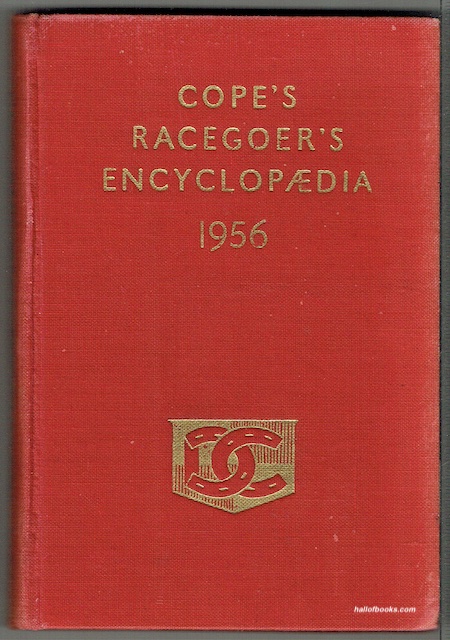 COPE'S
RACEGOER'S
ENCYCLOPÆDIA
1956
hallofbooks.com